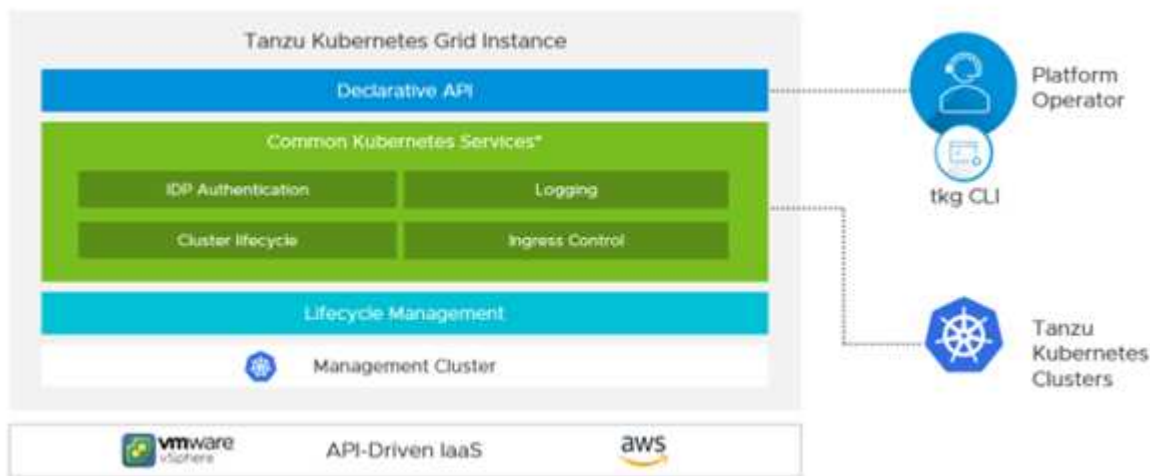 Tanzu Kubernetes Grid Instance
Declarative API
Common Kubernetes Services*
IDP Authentication
Logging
Cluster lifecycle
Ingress Control
Lifecycle Management
Management Cluster
vmware
vSphere
API-Driven IaaS
aws
Platform
Operator
tkg CLI
Tanzu
Kubernetes
Clusters